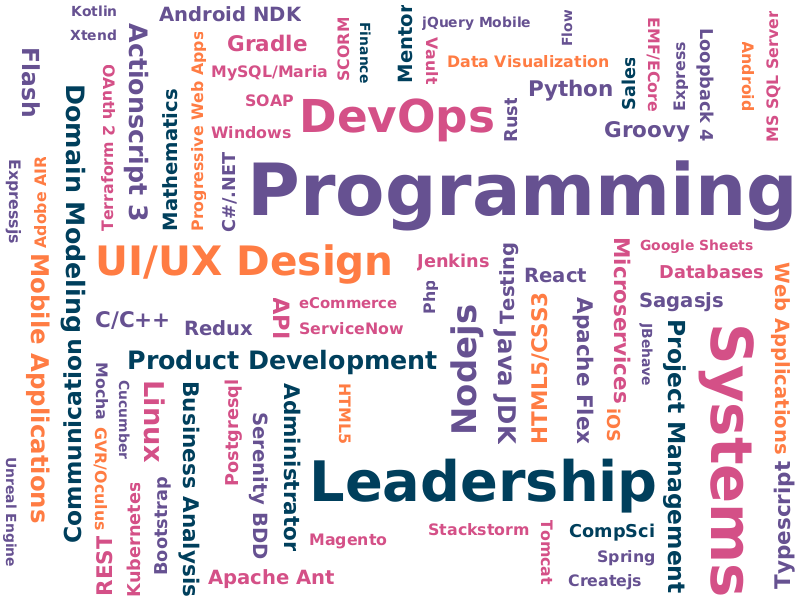 Kotlin
Android NDK
Mentor
jQuery Mobile
Flow
Xtend
Actionscript 3
Gradle
SCORM
Finance
Vault
Data Visualization
Sales
EMF/ECore
Express
Loopback 4
Android
MS SQL Server
Flash
OAuth 2
Terraform
Mathematics
Progressive Web Apps
MySQL/Maria
SOAP
Windows
DevOps
Rust
Python
Groovy
Domain Modeling
Communication
Expressjs
Adobe AIR
Mobile Applications
C#/.NET
Programming
UI/UX Design
Jenkins
Php
Java JDK
Testing
React
Microservices
iOS
Google Sheets
Databases
Sagasjs
Web Applications
Typescript
C/C++
Redux
API
eCommerce
ServiceNow
Nodejs
HTML5/CSS3
Apache Flex
JBehave
Project Management
Systems
Product Development
Mocha
GVR/Oculus
REST
Cucumber
Kubernetes
Linux
Bootstrap
Business Analysis
Postgresql
Serenity BDD
Administrator
HTML5
Leadership
Unreal Engine
Magento
Stackstorm
Tomcat
CompSci
Spring
Createjs
Apache Ant